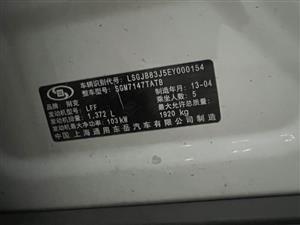 车辆识别代号 LSGJB83J5EY000154
整车型号 SGM7147TATB
品牌 别克 制造年月 13-04
发动机型号 LFF 乘坐人数 5
发动机排量 1.372 L 最大允许总质量
发动机最大功率 103 kW 1920 kg
中国上海通用东岳汽车有限公司制造